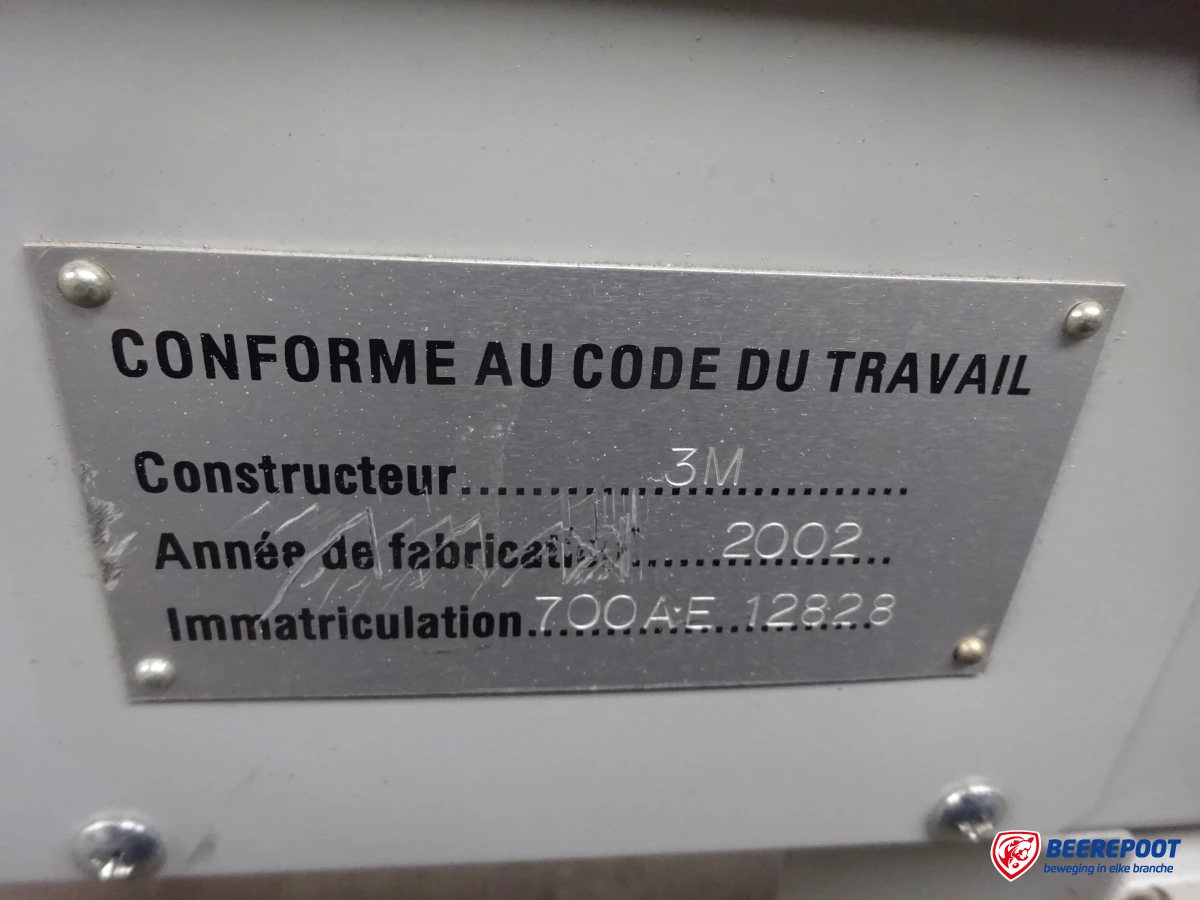 CONFORME AU CODE DU TRAVAIL
Constructeur..............3M..............
Année de fabrication..............2002..
Immatriculation..700AE 12828
BEEREPOOT
beweging in elke branche